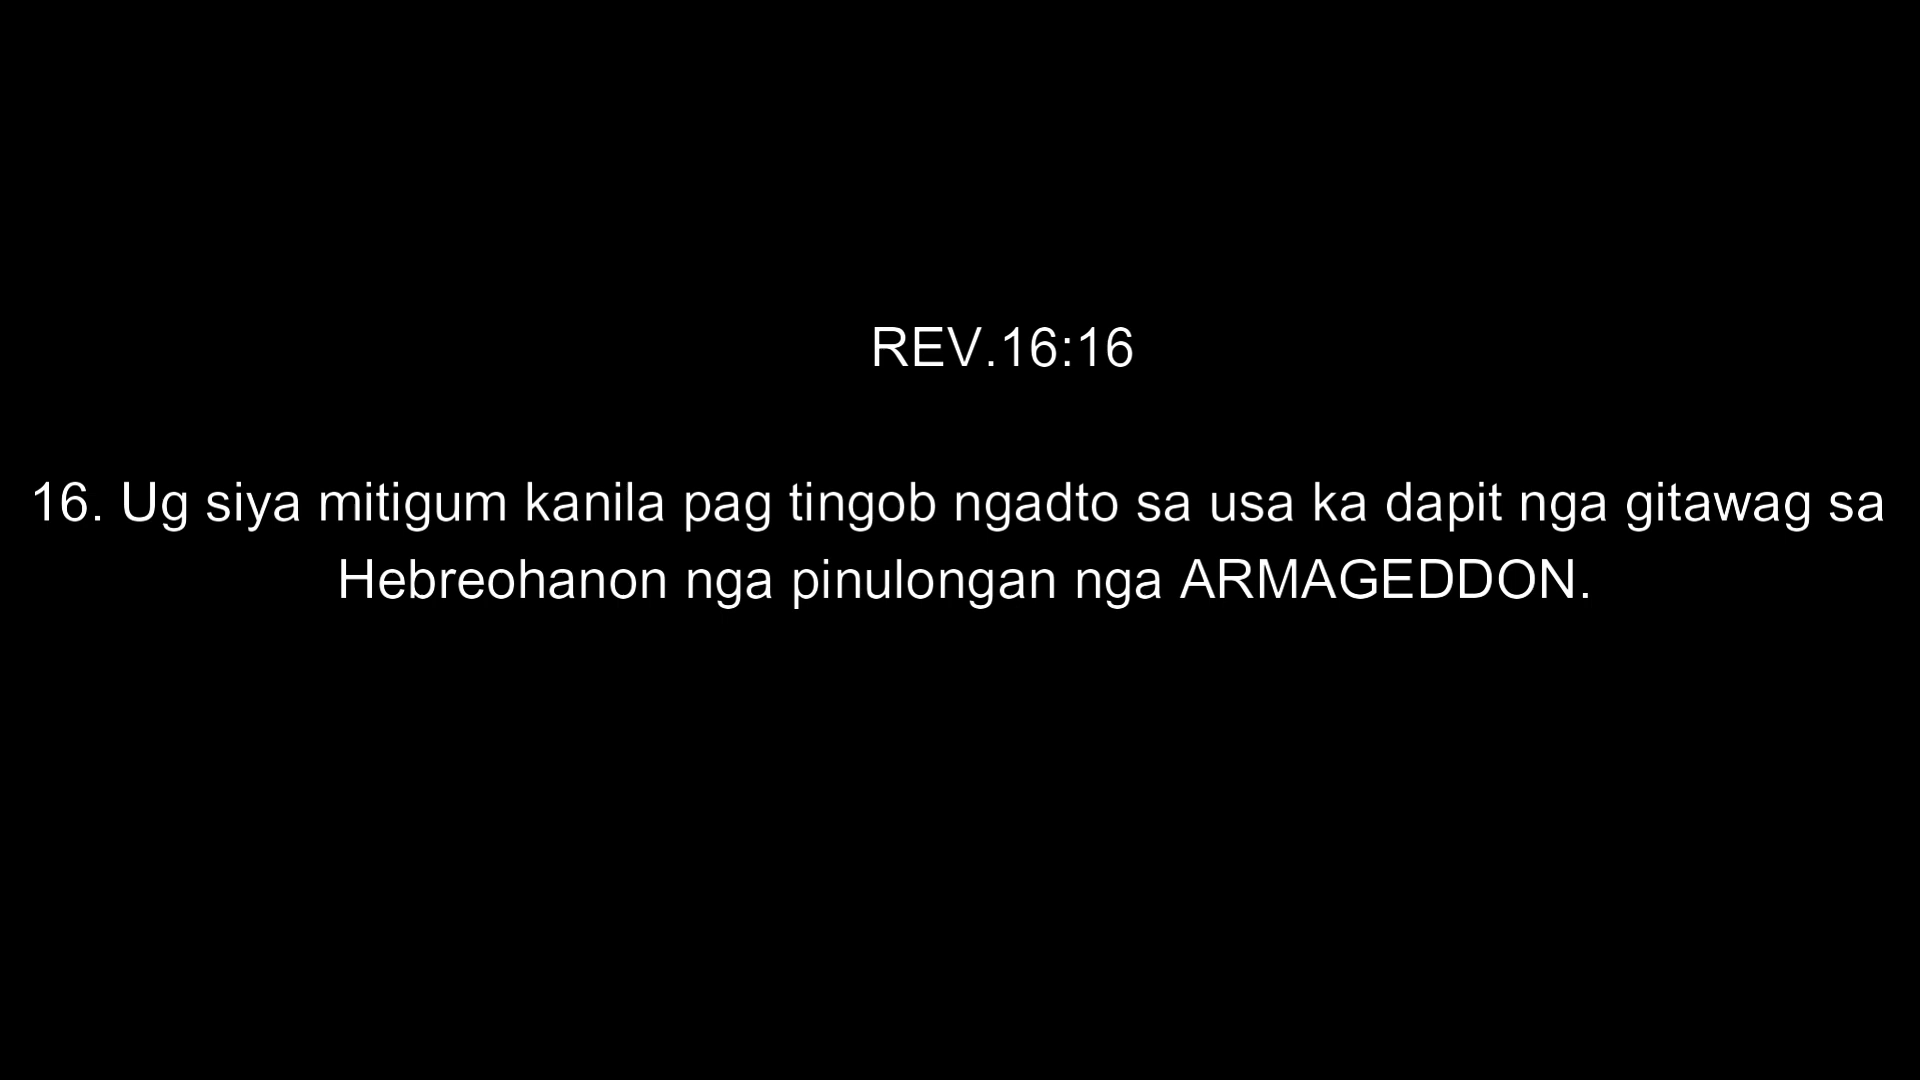 REV.16:16
16. Ug siya mitigum kanila pag tingob ngadto sa usa ka dapit nga gitawag sa
Hebreohanon nga pinulongan nga ARMAGEDDON.